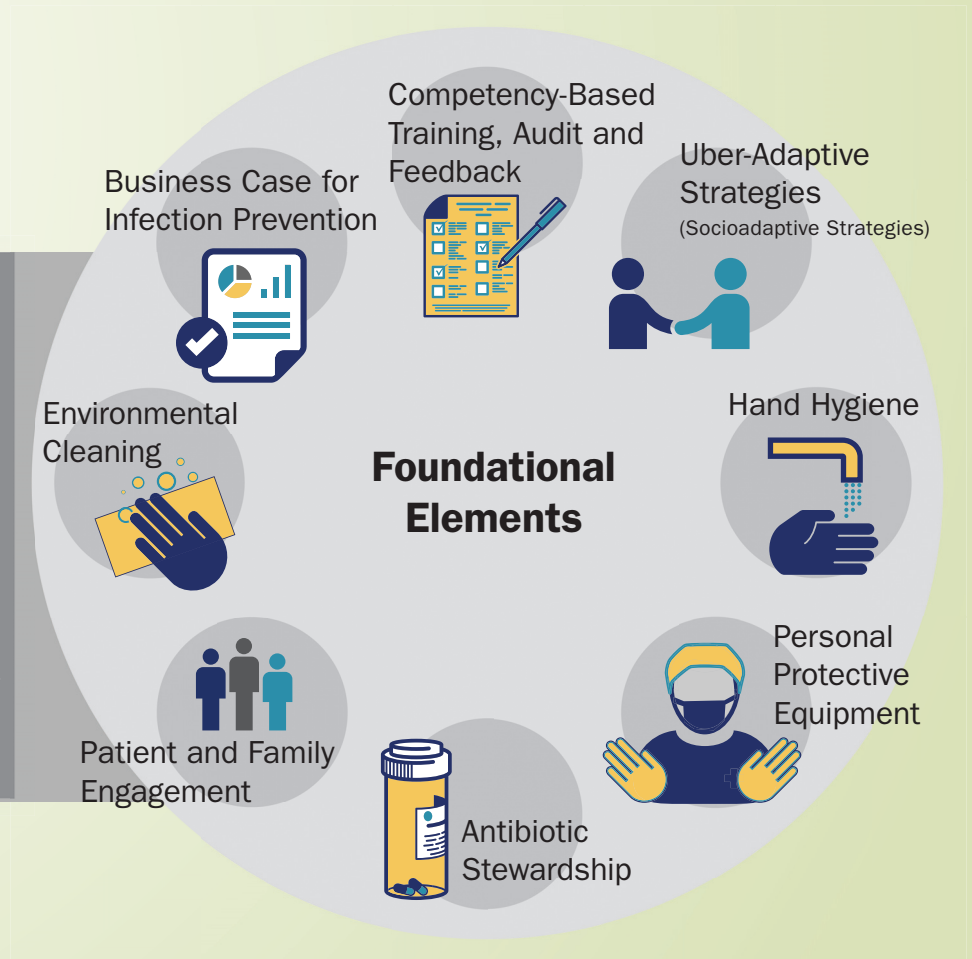 Competency-Based
Training, Audit and
Feedback
Uber-Adaptive
Strategies
(Socioadaptive Strategies)
Business Case for
Infection Prevention
Hand Hygiene
Environmental
Cleaning
Foundational
Elements
Personal
Protective
Equipment
Patient and Family
Engagement
Antibiotic
Stewardship